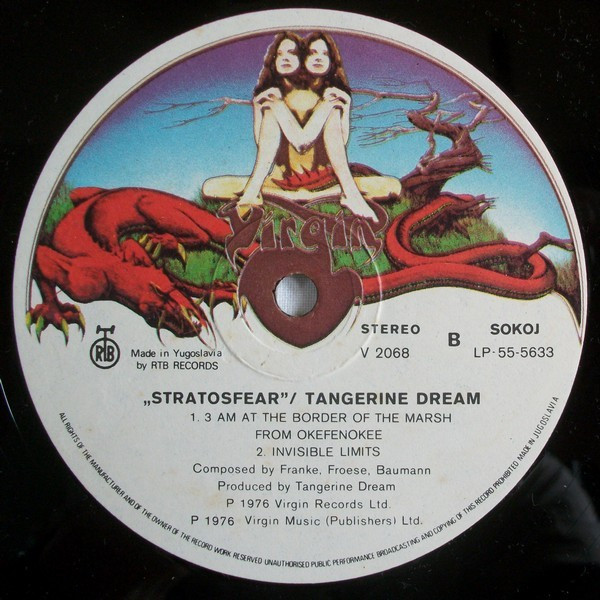 Virgin
STEREO
V 2068
B
SOKOJ
LP-55-5633
RTB
Made in Yugoslavia
by RTB RECORDS
„STRATOSFEAR”/ TANGERINE DREAM
1. 3 AM AT THE BORDER OF THE MARSH
FROM OKEFENOKEE
2. INVISIBLE LIMITS
Composed by Franke, Froese, Baumann
Produced by Tangerine Dream
P 1976 Virgin Records Ltd.
P 1976 Virgin Music (Publishers) Ltd.
ALL RIGHTS OF THE MANUFACTURER AND OF THE OWNER OF THE RECORD WORK RESERVED UNAUTHORISED PUBLIC PERFORMANCE BROADCASTING AND COPYING OF THIS RECORD PROHIBITED MADE IN JUGOSLAVIA